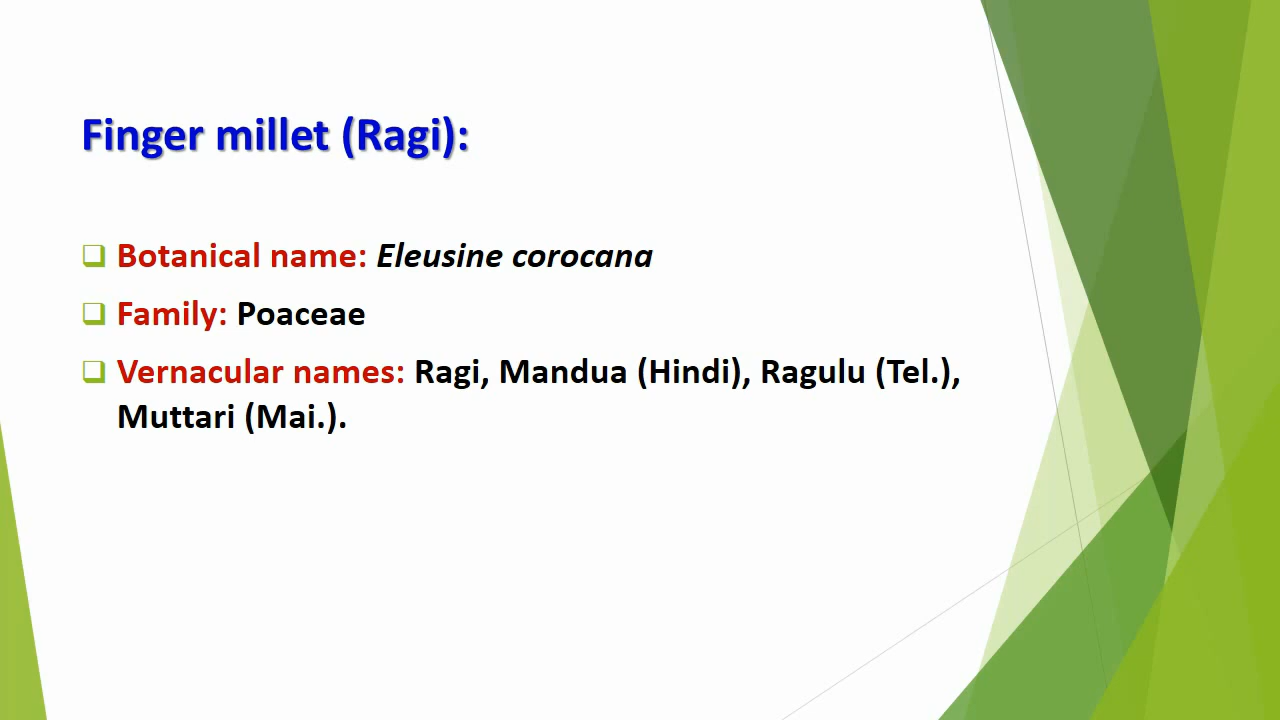 Finger millet (Ragi):
Botanical name: Eleusine corocana
Family: Poaceae
Vernacular names: Ragi, Mandua (Hindi), Ragulu (Tel.),
Muttari (Mai.).